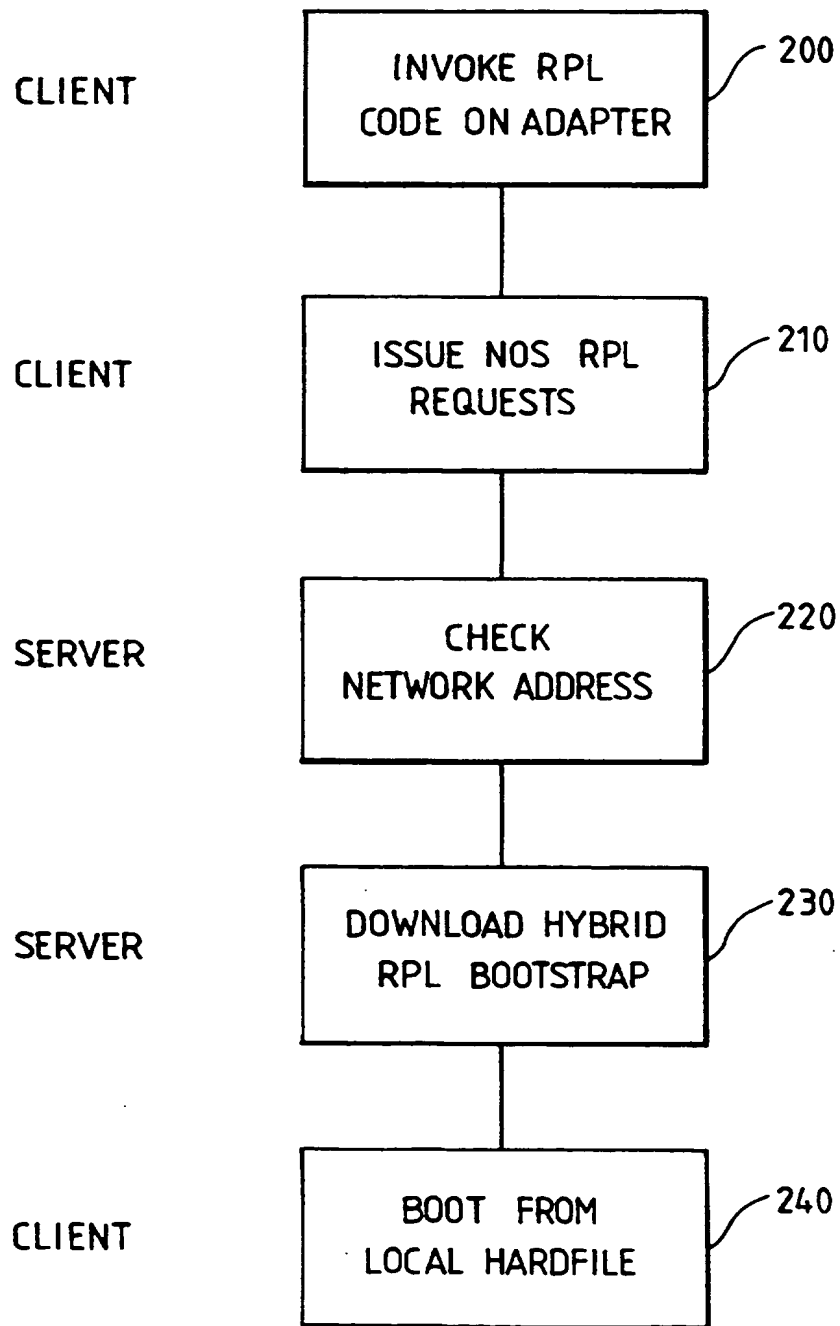 200
CLIENT
INVOKE RPL
CODE ON ADAPTER
210
CLIENT
ISSUE NOS RPL
REQUESTS
220
SERVER
CHECK
NETWORK ADDRESS
230
SERVER
DOWNLOAD HYBRID
RPL BOOTSTRAP
240
CLIENT
BOOT FROM
LOCAL HARDFILE